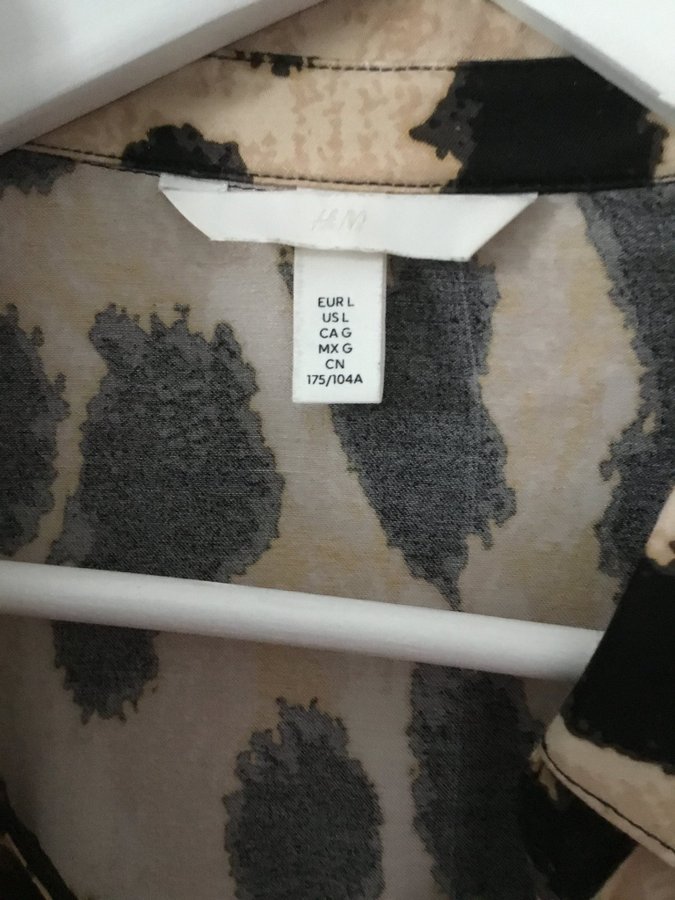 H&M
EUR L
US L
CA G
MX G
CN
175/104A